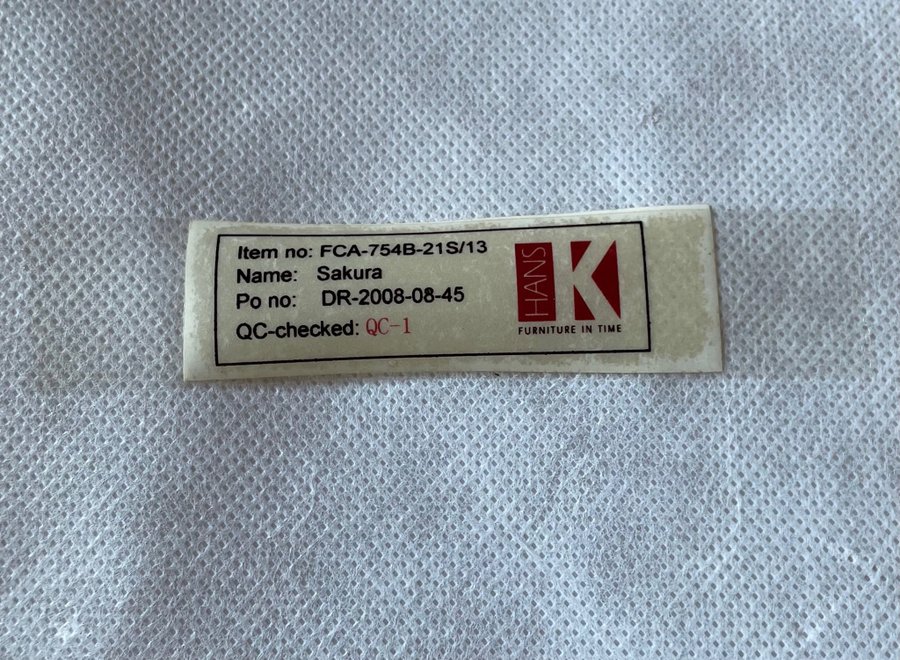 Item no: FCA-754B-21S/13
Name: Sakura
Po no: DR-2008-08-45
QC-checked: QC-1
HANS K
FURNITURE IN TIME